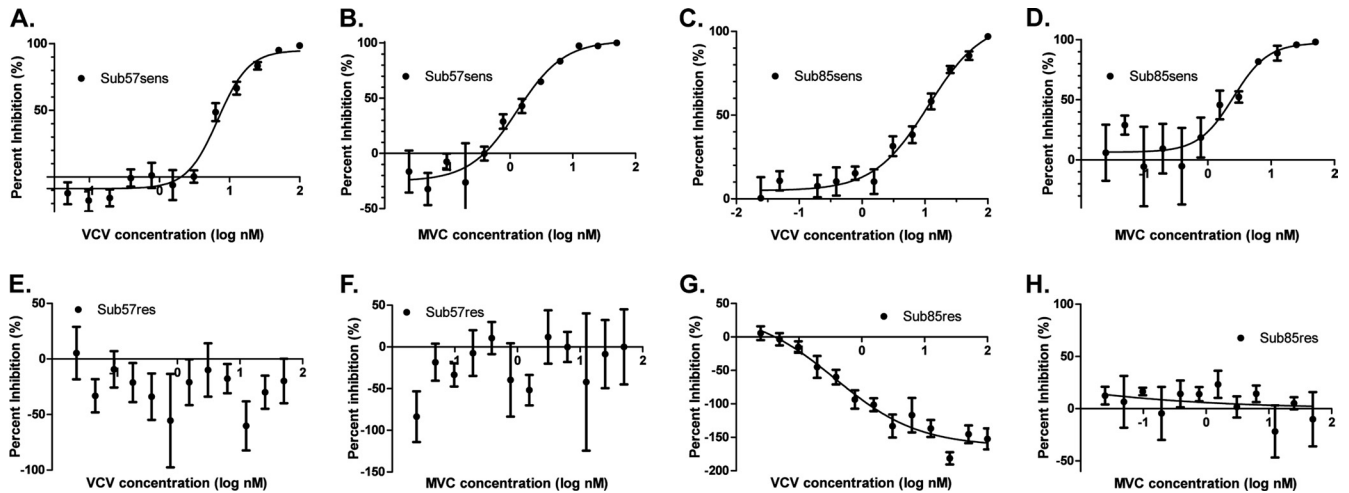 A.
Percent Inhibition (%)
100
50
Sub57sens
-1
0
1
2
VCV concentration (log nM)
B.
Percent Inhibition (%)
100
50
0
-50
Sub57sens
-1
0
1
2
MVC concentration (log nM)
C.
Percent Inhibition (%)
100
50
0
Sub85sens
-2
-1
0
1
2
VCV concentration (log nM)
D.
Percent Inhibition (%)
100
50
0
-50
Sub85sens
-1
0
1
2
MVC concentration (log nM)
E.
Percent Inhibition (%)
50
0
-50
-100
Sub57res
-1
0
1
2
VCV concentration (log nM)
F.
Percent Inhibition (%)
50
0
-50
-100
-150
Sub57res
-1
0
1
2
MVC concentration (log nM)
G.
Percent Inhibition (%)
50
0
-50
-100
-150
-200
Sub85res
-1
0
1
2
VCV concentration (log nM)
H.
Percent Inhibition (%)
100
50
0
-50
Sub85res
-1
0
1
2
MVC concentration (log nM)